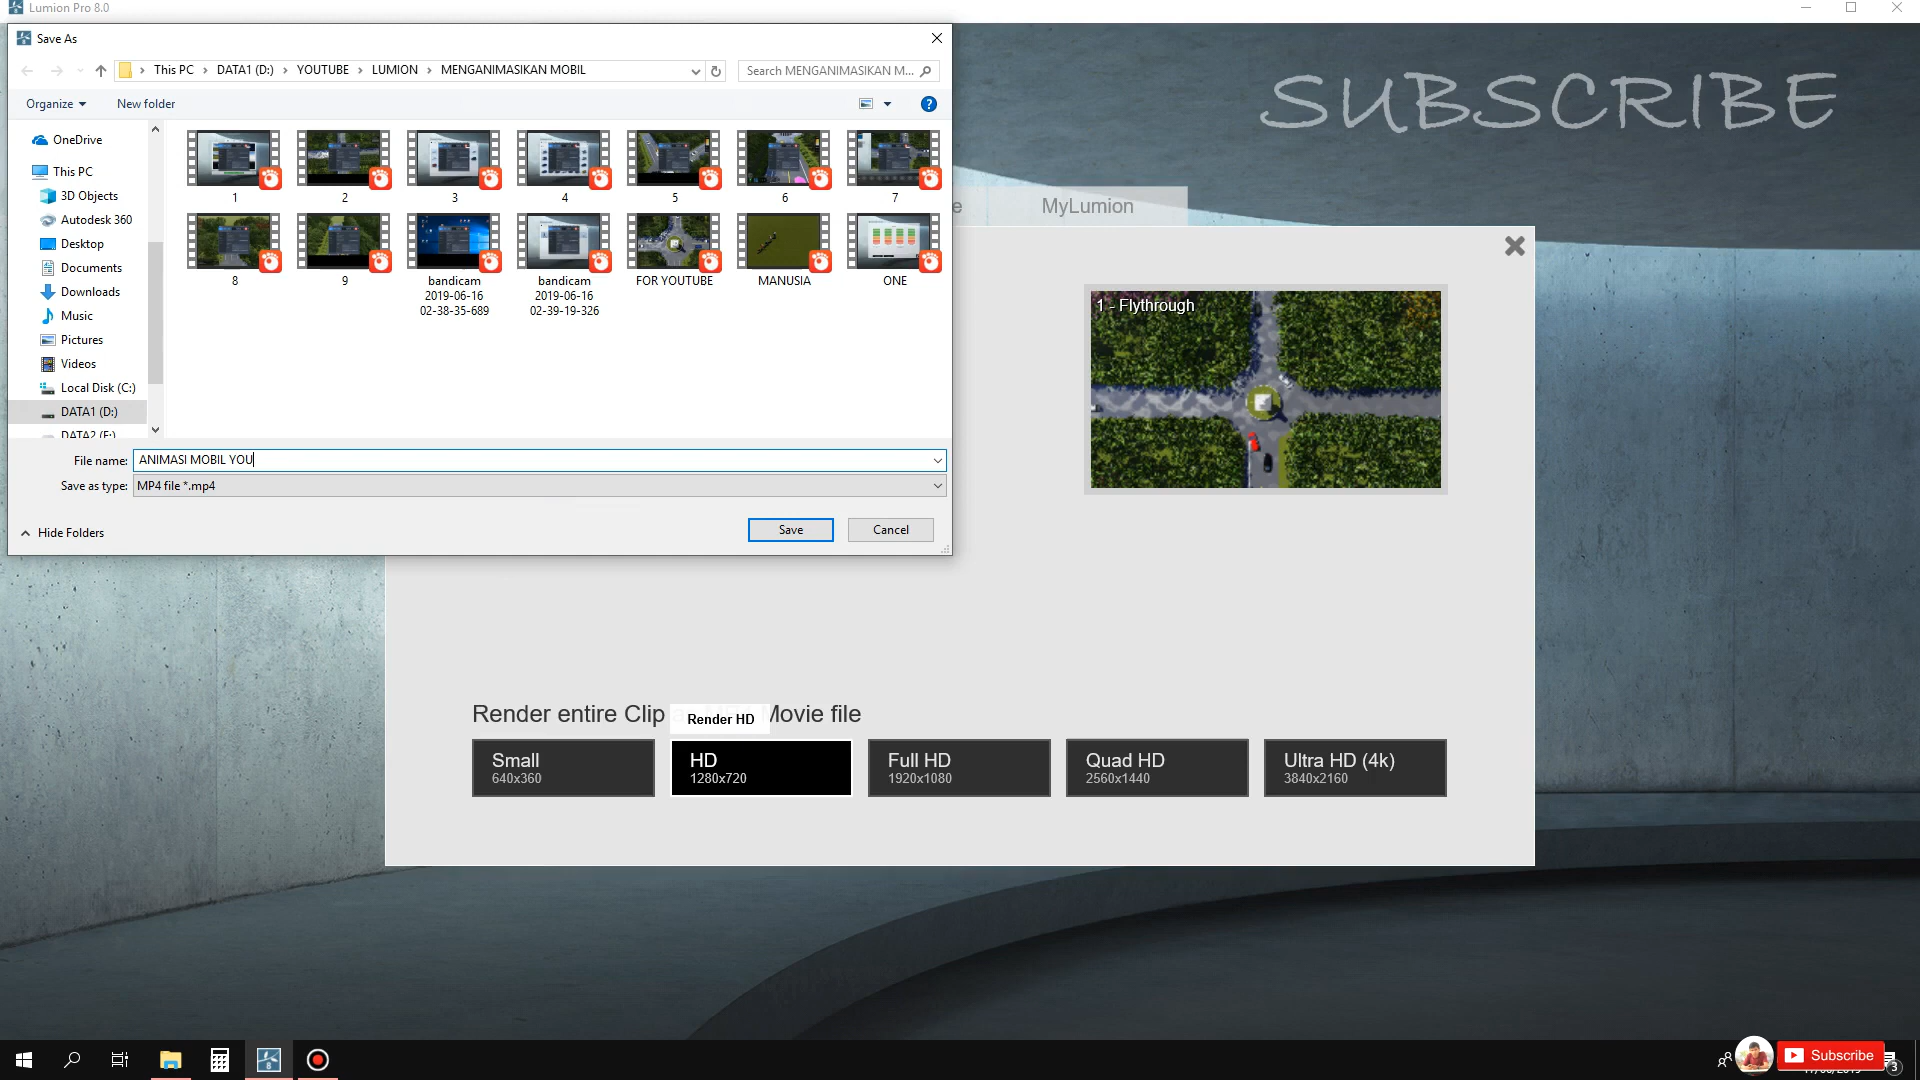 Lumion Pro 8.0
Save As
This PC > DATA1 (D:) > YOUTUBE > LUMION > MENGANIMASIKAN MOBIL
Search MENGANIMASIKAN M...
Organize
New folder
OneDrive
This PC
3D Objects
Autodesk 360
Desktop
Documents
Downloads
Music
Pictures
Videos
Local Disk (C:)
DATA1 (D:)
1
2
3
4
5
6
7
8
9
bandicam
2019-06-16
02-38-35-689
bandicam
2019-06-16
02-39-19-326
FOR YOUTUBE
MANUSIA
ONE
File name: ANIMASI MOBIL YOU
Save as type: MP4 file *.mp4
Hide Folders
Save
Cancel
SUBSCRIBE
MyLumion
1 - Flythrough
Render entire Clip
Movie file
Render HD
Small
640x360
HD
1280x720
Full HD
1920x1080
Quad HD
2560x1440
Ultra HD (4k)
3840x2160
Subscribe
3